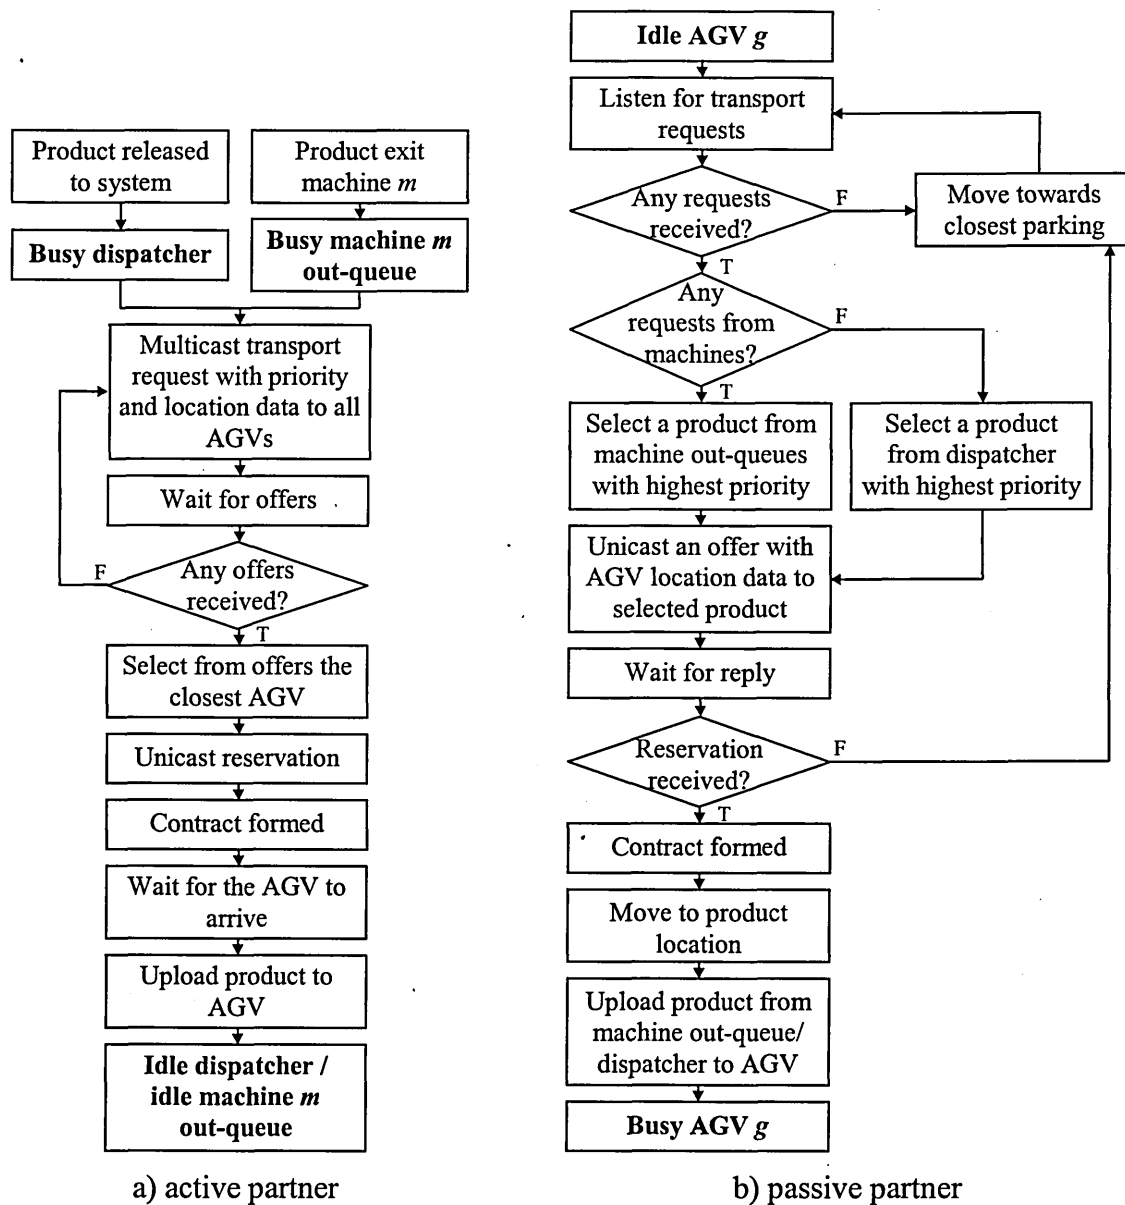 Product released
to system
Product exit
machine m
Busy dispatcher
Busy machine m
out-queue
Multicast transport
request with priority
and location data to all
AGVs
Wait for offers
Any offers
received?
F
T
Select from offers the
closest AGV
Unicast reservation
Contract formed
Wait for the AGV to
arrive
Upload product to
AGV
Idle dispatcher /
idle machine m
out-queue
a) active partner
Idle AGV g
Listen for transport
requests
Any requests
received?
F
Move towards
closest parking
T
Any
requests from
machines?
F
T
Select a product from
machine out-queues
with highest priority
Select a product
from dispatcher
with highest priority
Unicast an offer with
AGV location data to
selected product
Wait for reply
Reservation
received?
F
T
Contract formed
Move to product
location
Upload product from
machine out-queue/
dispatcher to AGV
Busy AGV g
b) passive partner